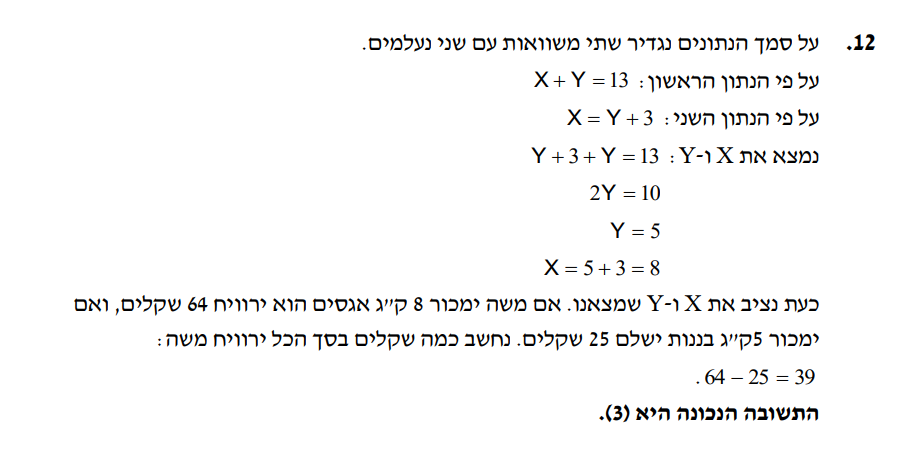 12. על סמך הנתונים נגדיר שתי משוואות עם שני נעלמים.
על פי הנתון הראשון: X + Y = 13
על פי הנתון השני: X = Y + 3
נמצא את X ו-Y: Y + 3 + Y = 13
2Y = 10
Y = 5
X = 5 + 3 = 8
כעת נציב את X ו-Y שמצאנו. אם משה ימכור 8 ק״ג אגסים הוא ירוויח 64 שקלים, ואם
ימכור 5ק״ג בננות ישלם 25 שקלים. נחשב כמה שקלים בסך הכל ירוויח משה:
64 – 25 = 39.
התשובה הנכונה היא (3).